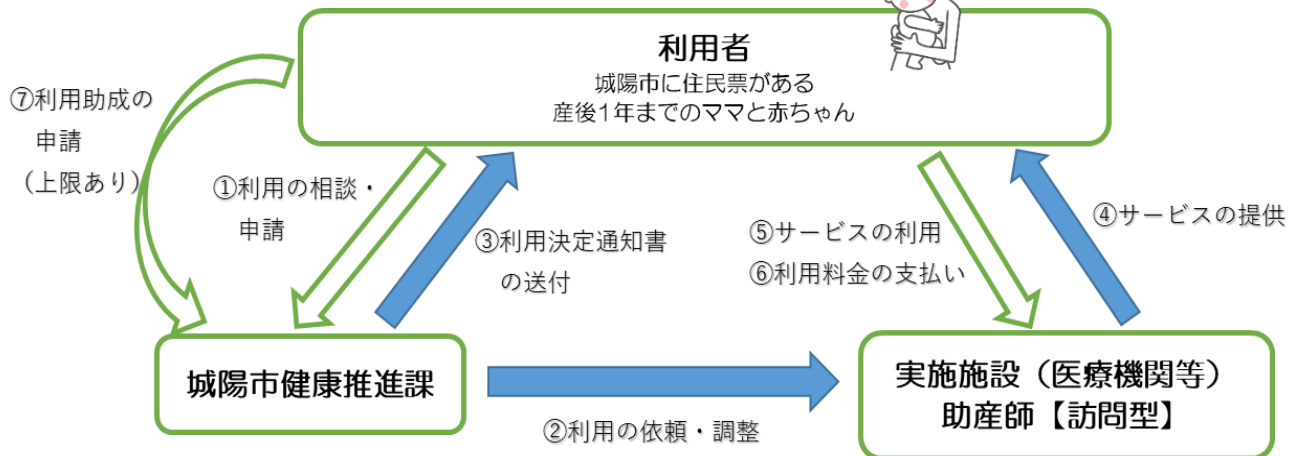 利用者
城陽市に住民票がある
産後1年までのママと赤ちゃん
⑦利用助成の
申請
（上限あり）
①利用の相談・
申請
③利用決定通知書
の送付
⑤サービスの利用
⑥利用料金の支払い
④サービスの提供
城陽市健康推進課
②利用の依頼・調整
実施施設（医療機関等）
助産師【訪問型】